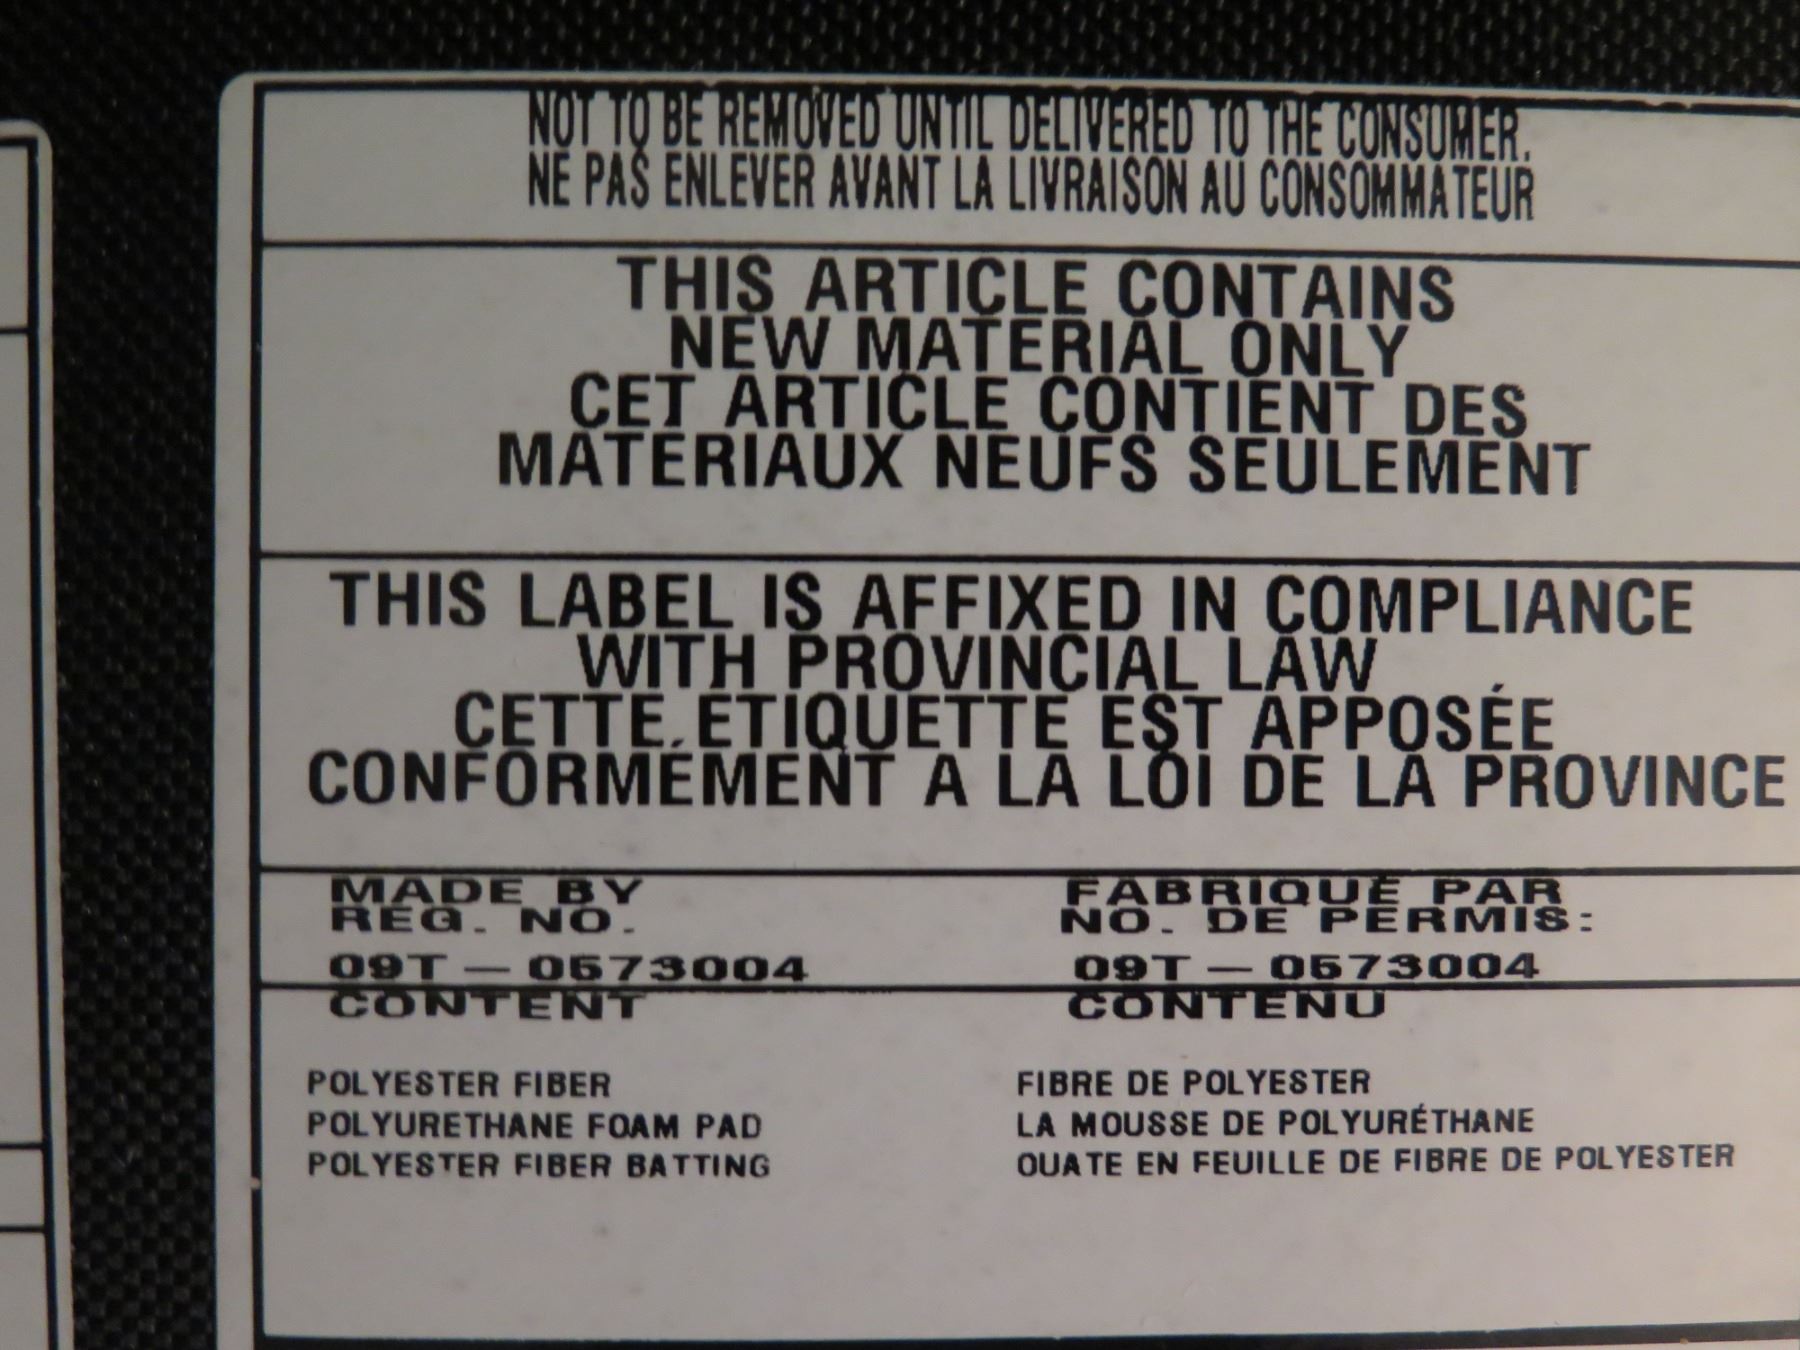 NOT TO BE REMOVED UNTIL DELIVERED TO THE CONSUMER.
NE PAS ENLEVER AVANT LA LIVRAISON AU CONSOMMATEUR
THIS ARTICLE CONTAINS
NEW MATERIAL ONLY
CET ARTICLE CONTIENT DES
MATERIAUX NEUFS SEULEMENT
THIS LABEL IS AFFIXED IN COMPLIANCE
WITH PROVINCIAL LAW
CETTE ETIQUETTE EST APPOSÉE
CONFORMÉMENT A LA LOI DE LA PROVINCE
MADE BY
REG. NO.
09T — 0573004
FABRIQUÉ PAR
NO. DE PERMIS:
09T — 0573004
CONTENT
POLYESTER FIBER
POLYURETHANE FOAM PAD
POLYESTER FIBER BATTING
CONTENU
FIBRE DE POLYESTER
LA MOUSSE DE POLYURÉTHANE
OUATE EN FEUILLE DE FIBRE DE POLYESTER